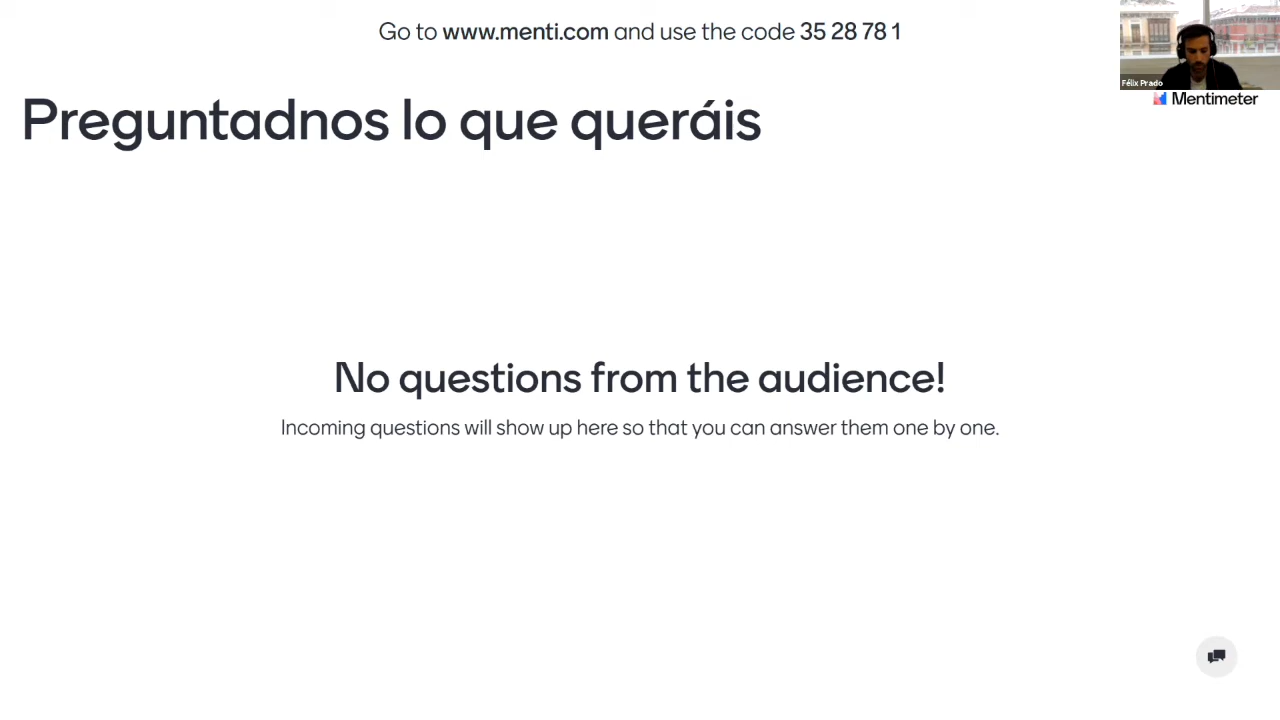 Go to www.menti.com and use the code 35 28 78 1
Félix Prado
Mentimeter
Preguntadnos lo que queráis
No questions from the audience!
Incoming questions will show up here so that you can answer them one by one.